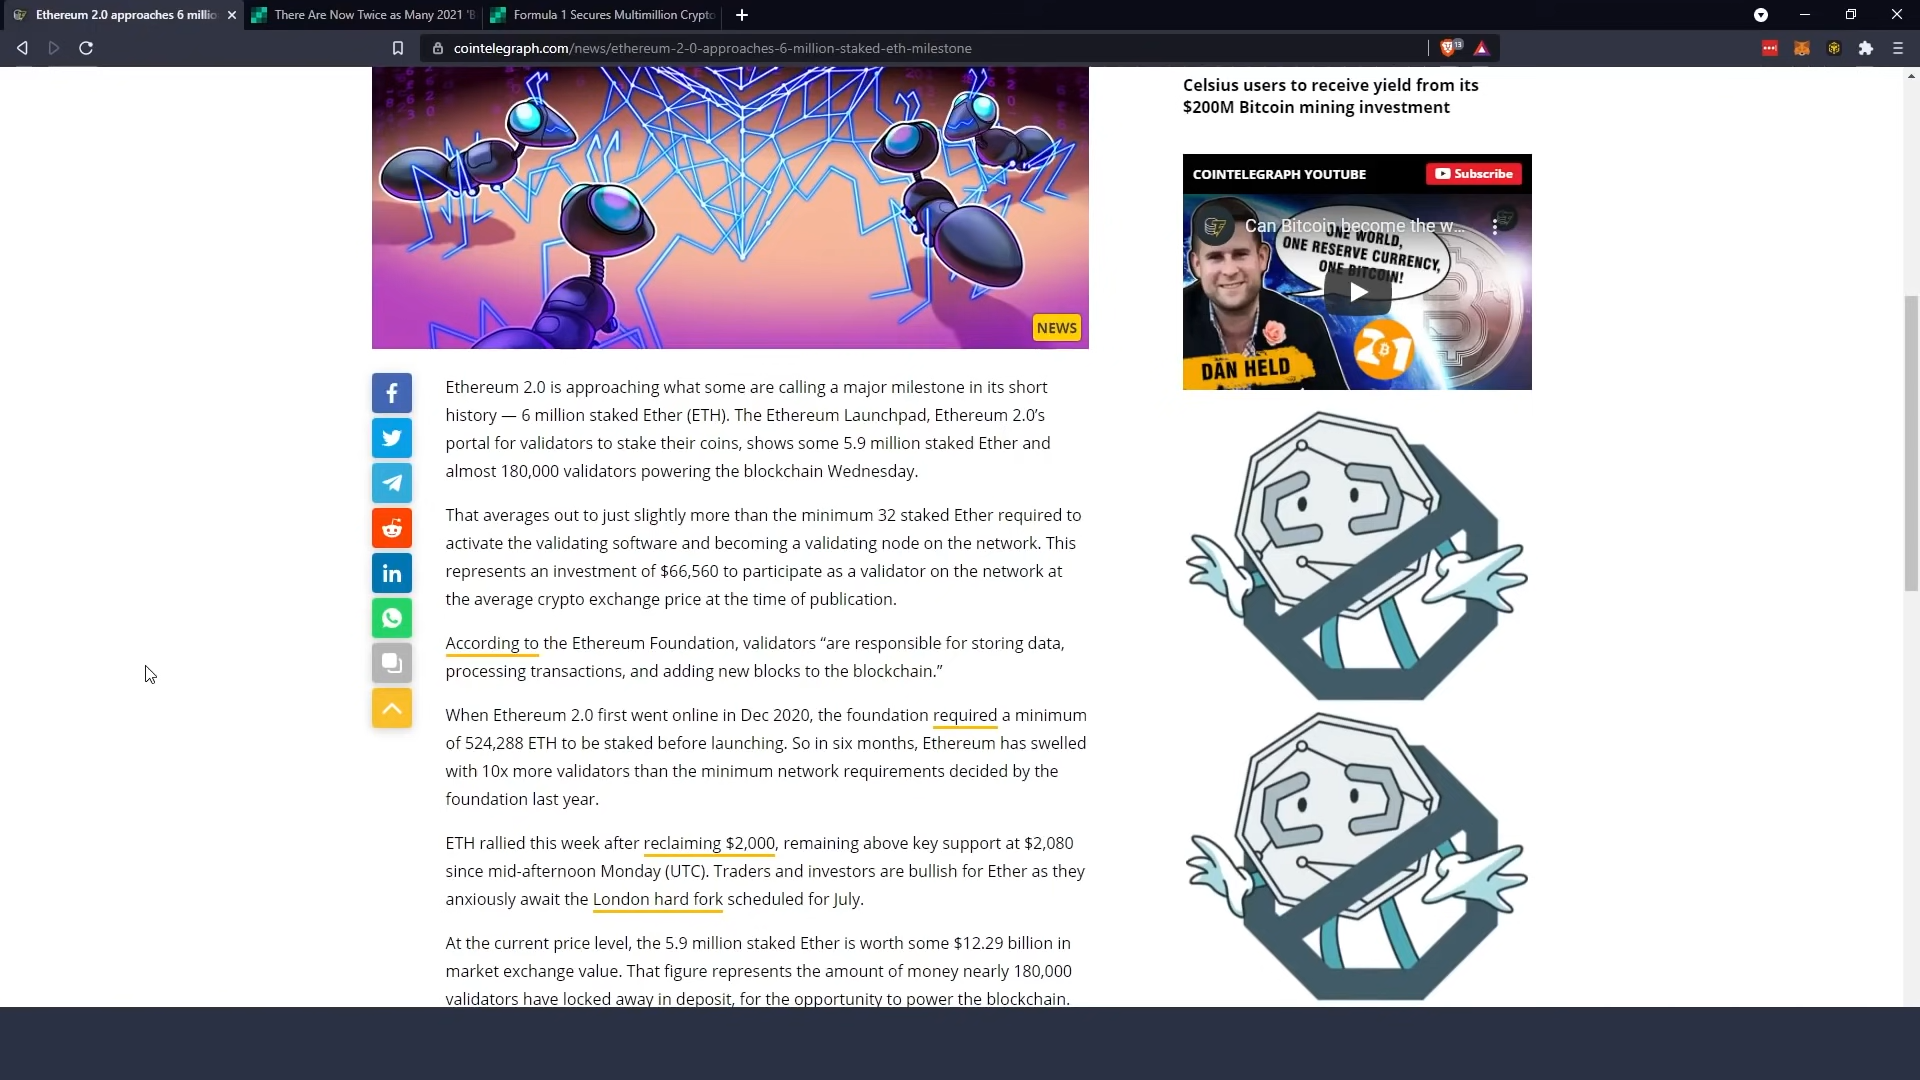 Ethereum 2.0 approaches 6 millio
There Are Now Twice as Many 2021 'B
Formula 1 Secures Multimillion Crypto
cointelegraph.com/news/ethereum-2-0-approaches-6-million-staked-eth-milestone
13
NEWS
Ethereum 2.0 is approaching what some are calling a major milestone in its short
history — 6 million staked Ether (ETH). The Ethereum Launchpad, Ethereum 2.0’s
portal for validators to stake their coins, shows some 5.9 million staked Ether and
almost 180,000 validators powering the blockchain Wednesday.
That averages out to just slightly more than the minimum 32 staked Ether required to
activate the validating software and becoming a validating node on the network. This
represents an investment of $66,560 to participate as a validator on the network at
the average crypto exchange price at the time of publication.
According to the Ethereum Foundation, validators “are responsible for storing data,
processing transactions, and adding new blocks to the blockchain.”
When Ethereum 2.0 first went online in Dec 2020, the foundation required a minimum
of 524,288 ETH to be staked before launching. So in six months, Ethereum has swelled
with 10x more validators than the minimum network requirements decided by the
foundation last year.
ETH rallied this week after reclaiming $2,000, remaining above key support at $2,080
since mid-afternoon Monday (UTC). Traders and investors are bullish for Ether as they
anxiously await the London hard fork scheduled for July.
At the current price level, the 5.9 million staked Ether is worth some $12.29 billion in
market exchange value. That figure represents the amount of money nearly 180,000
validators have locked away in deposit, for the opportunity to power the blockchain.
Celsius users to receive yield from its
$200M Bitcoin mining investment
COINTELEGRAPH YOUTUBE
Subscribe
Can Bitcoin become the w...
ONE WORLD,
ONE RESERVE CURRENCY,
ONE BITCOIN!
DAN HELD
21